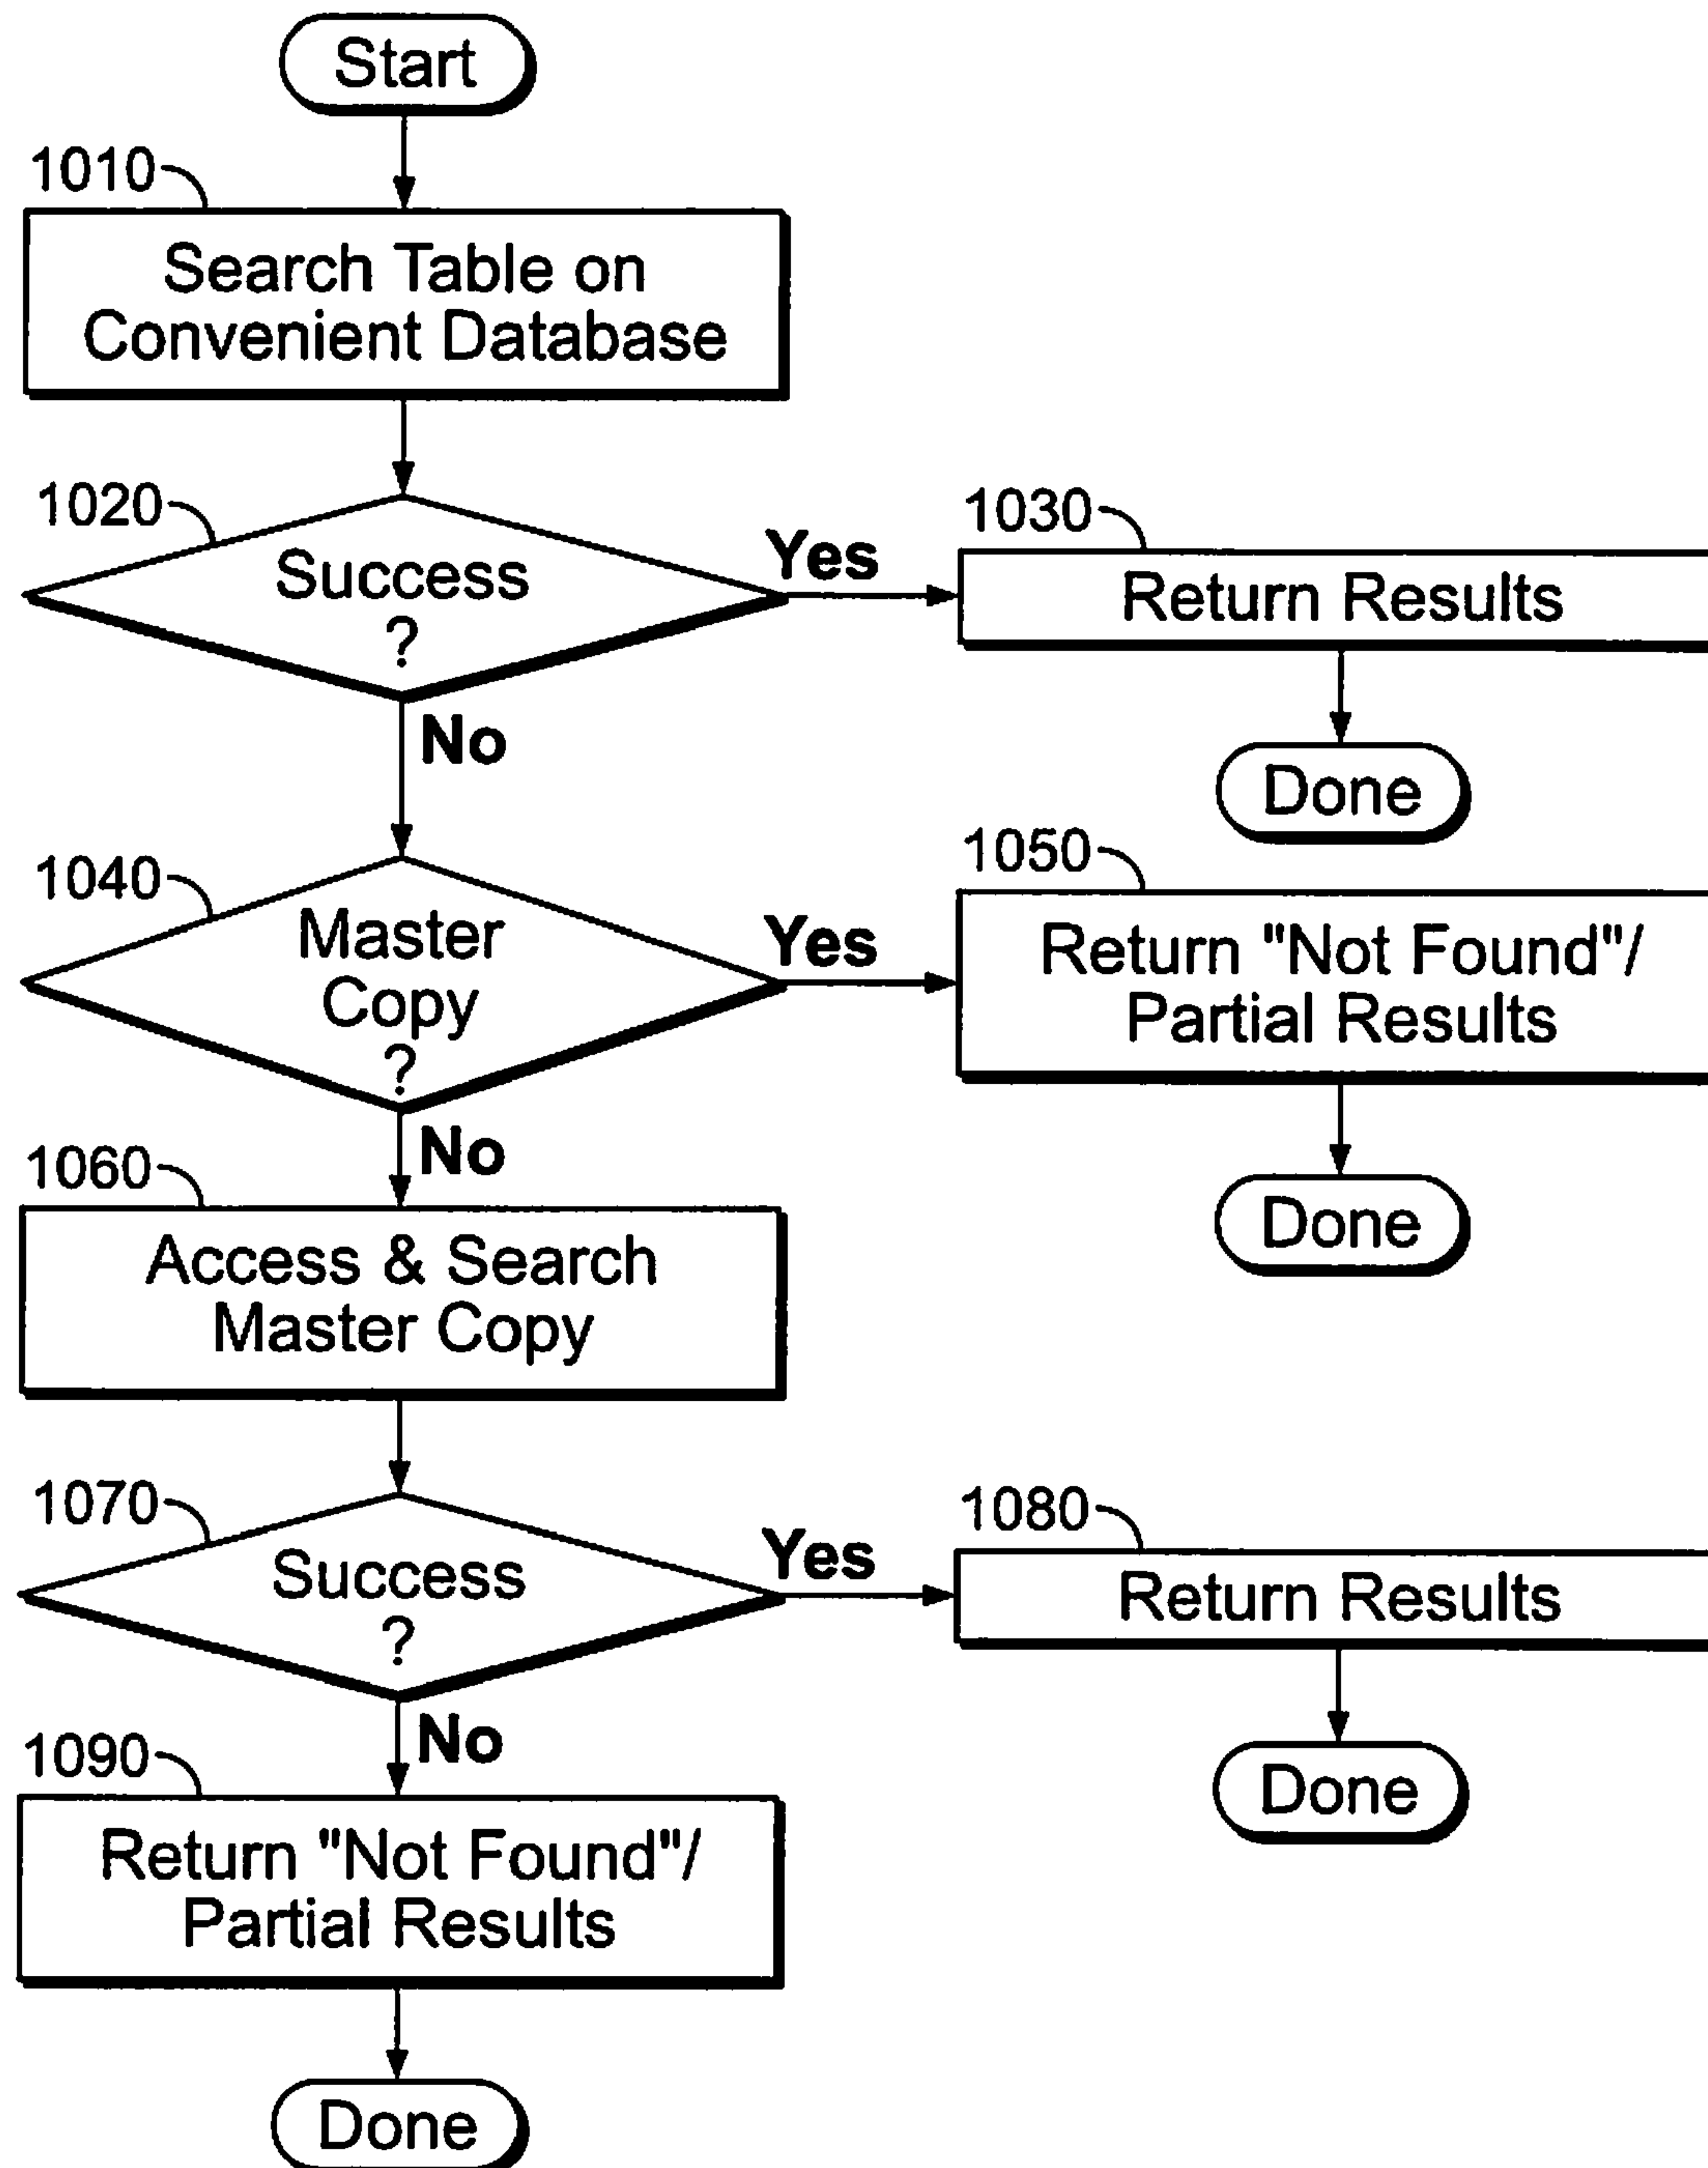 Start
1010
Search Table on
Convenient Database
1020
Success
?
Yes
1030
Return Results
No
Done
1040
Master
Copy
?
Yes
1050
Return "Not Found"/
Partial Results
No
Done
1060
Access & Search
Master Copy
1070
Success
?
Yes
1080
Return Results
No
Done
1090
Return "Not Found"/
Partial Results
Done